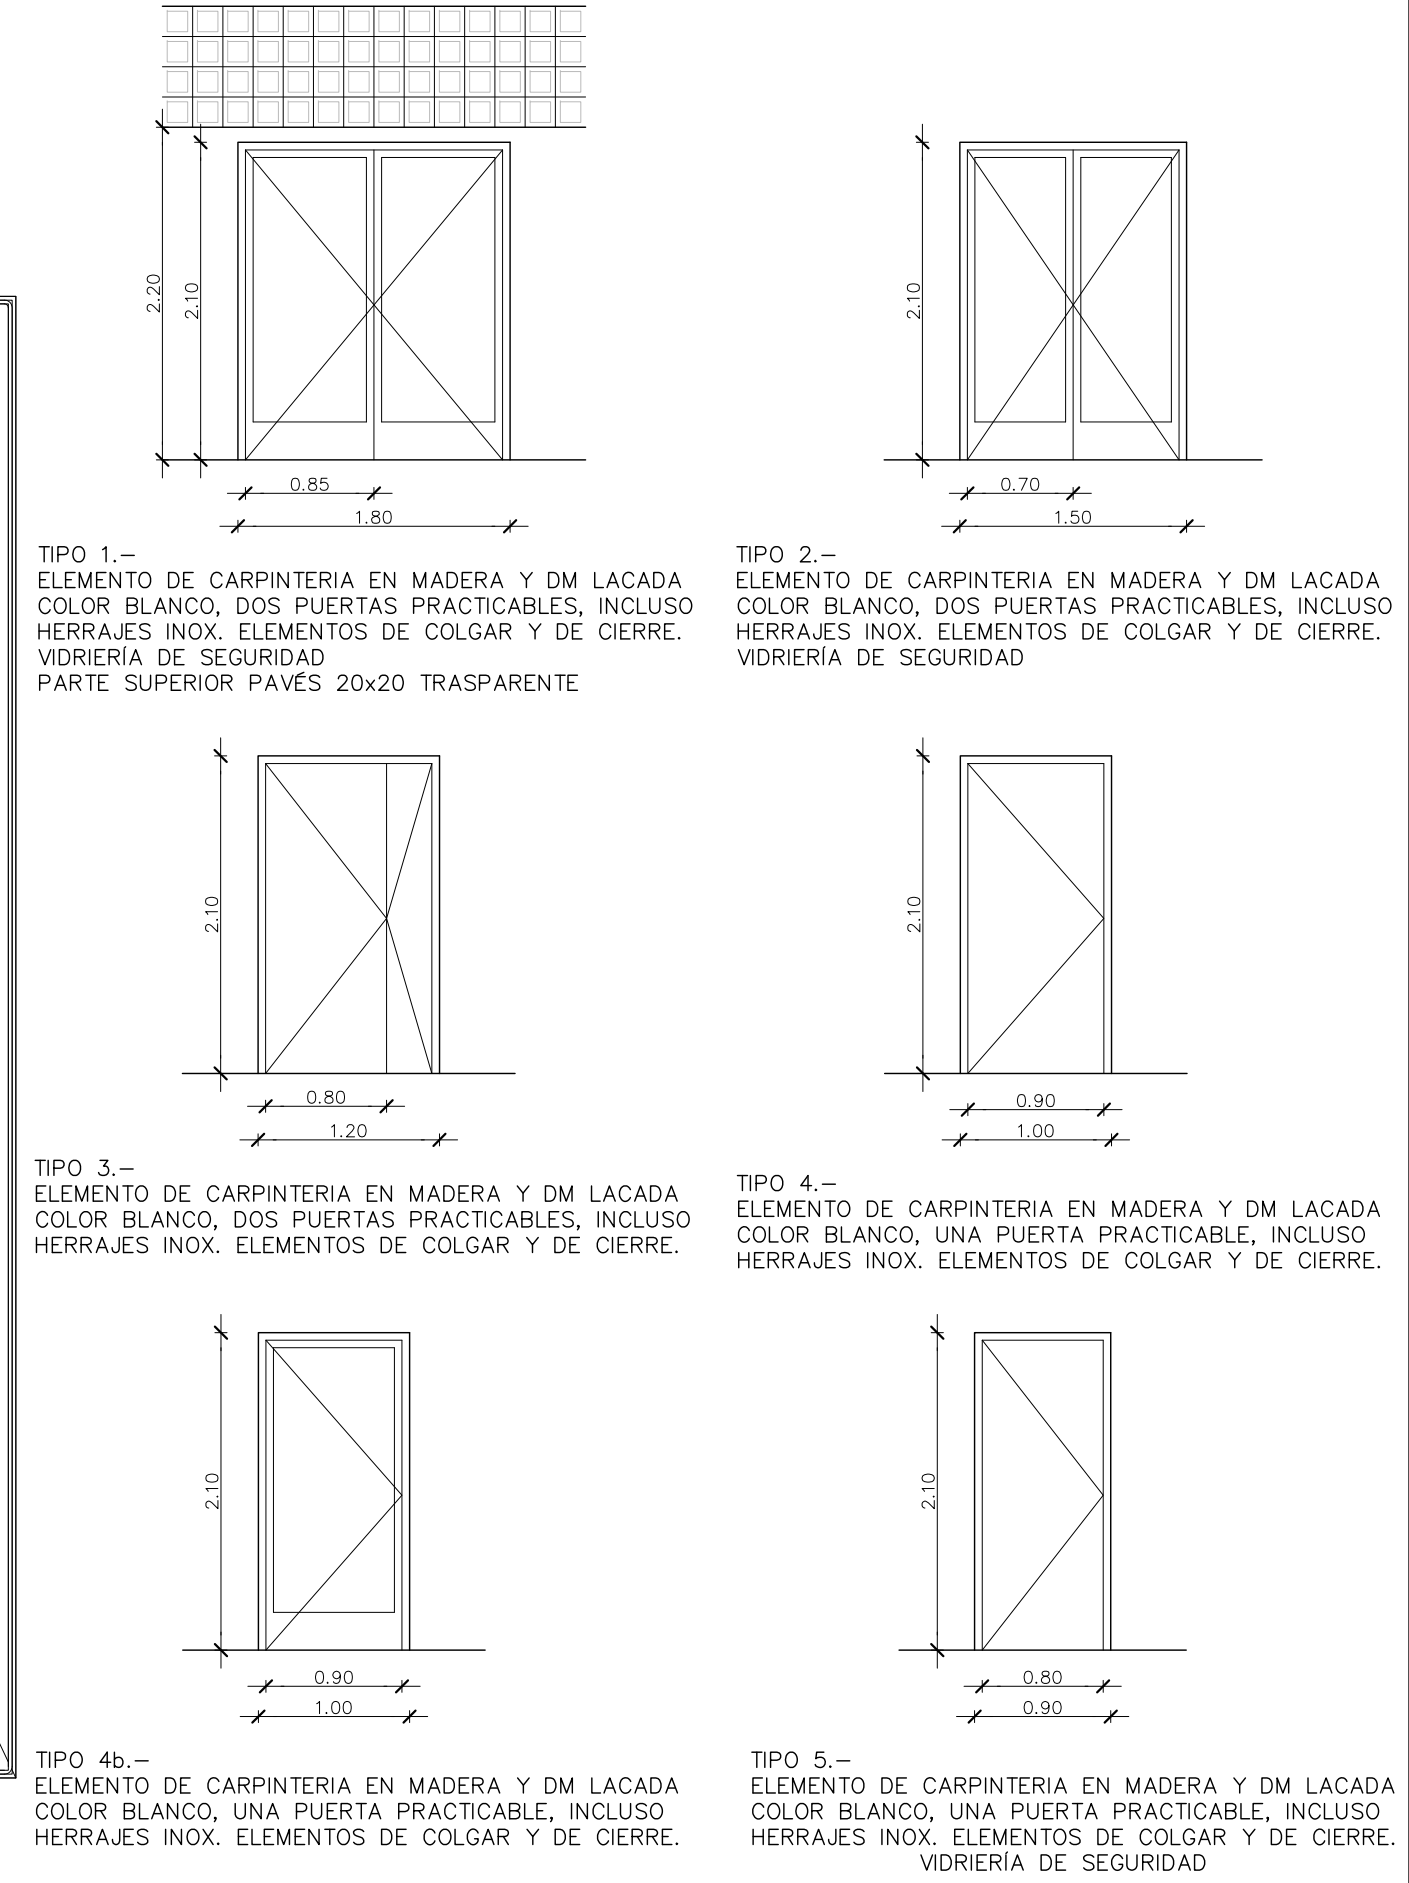 2.20
2.10
0.85
1.80
TIPO 1.–
ELEMENTO DE CARPINTERIA EN MADERA Y DM LACADA
COLOR BLANCO, DOS PUERTAS PRACTICABLES, INCLUSO
HERRAJES INOX. ELEMENTOS DE COLGAR Y DE CIERRE.
VIDRIERÍA DE SEGURIDAD
PARTE SUPERIOR PAVÉS 20x20 TRASPARENTE
2.10
0.70
1.50
TIPO 2.–
ELEMENTO DE CARPINTERIA EN MADERA Y DM LACADA
COLOR BLANCO, DOS PUERTAS PRACTICABLES, INCLUSO
HERRAJES INOX. ELEMENTOS DE COLGAR Y DE CIERRE.
VIDRIERÍA DE SEGURIDAD
2.10
0.80
1.20
TIPO 3.–
ELEMENTO DE CARPINTERIA EN MADERA Y DM LACADA
COLOR BLANCO, DOS PUERTAS PRACTICABLES, INCLUSO
HERRAJES INOX. ELEMENTOS DE COLGAR Y DE CIERRE.
2.10
0.90
1.00
TIPO 4.–
ELEMENTO DE CARPINTERIA EN MADERA Y DM LACADA
COLOR BLANCO, UNA PUERTA PRACTICABLE, INCLUSO
HERRAJES INOX. ELEMENTOS DE COLGAR Y DE CIERRE.
2.10
0.90
1.00
TIPO 4b.–
ELEMENTO DE CARPINTERIA EN MADERA Y DM LACADA
COLOR BLANCO, UNA PUERTA PRACTICABLE, INCLUSO
HERRAJES INOX. ELEMENTOS DE COLGAR Y DE CIERRE.
2.10
0.80
0.90
TIPO 5.–
ELEMENTO DE CARPINTERIA EN MADERA Y DM LACADA
COLOR BLANCO, UNA PUERTA PRACTICABLE, INCLUSO
HERRAJES INOX. ELEMENTOS DE COLGAR Y DE CIERRE.
VIDRIERÍA DE SEGURIDAD